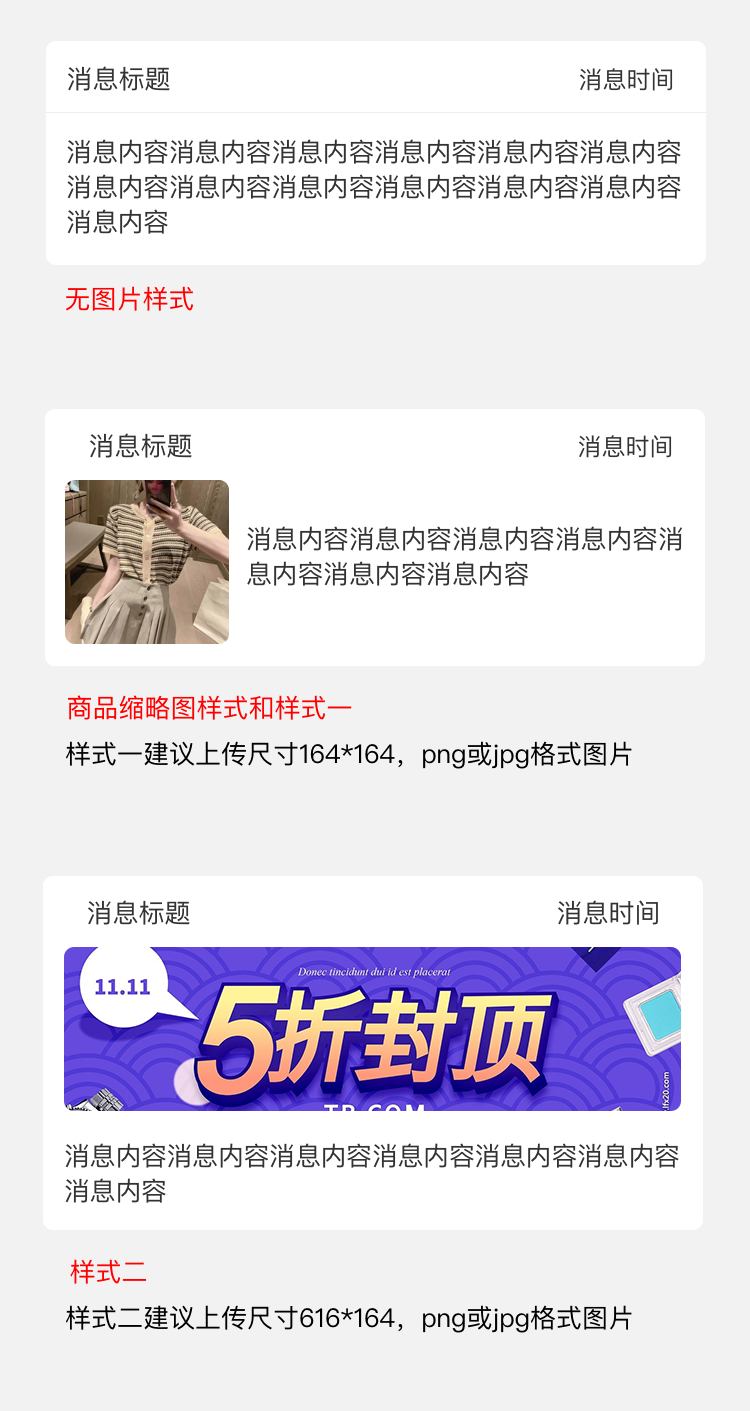 消息标题 消息时间
消息内容消息内容消息内容消息内容消息内容消息内容
消息内容消息内容消息内容消息内容消息内容消息内容
消息内容
无图片样式
消息标题 消息时间
消息内容消息内容消息内容消息内容消
息内容消息内容消息内容
商品缩略图样式和样式一
样式一建议上传尺寸164*164，png或jpg格式图片
消息标题 消息时间
Donec tincidunt dui id est placerat
11.11
5折封顶
TB.COM
lfx20.com
消息内容消息内容消息内容消息内容消息内容消息内容
消息内容
样式二
样式二建议上传尺寸616*164，png或jpg格式图片